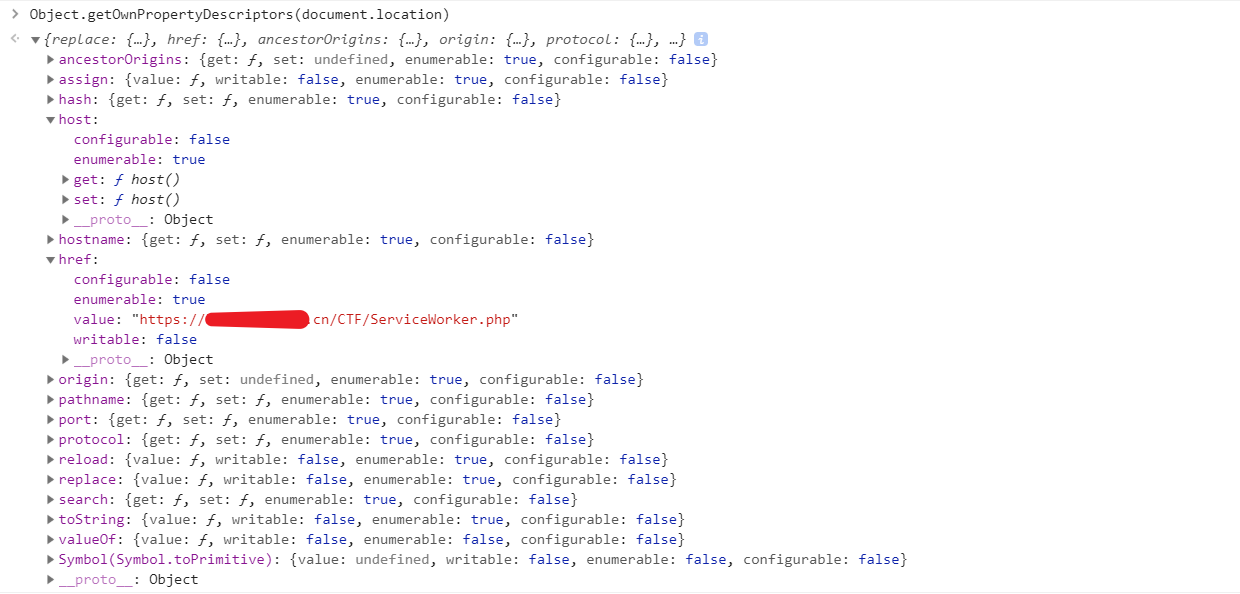 > Object.getOwnPropertyDescriptors(document.location)
{replace: {…}, href: {…}, ancestorOrigins: {…}, origin: {…}, protocol: {…}, …} i
ancestorOrigins: {get: ƒ, set: undefined, enumerable: true, configurable: false}
assign: {value: ƒ, writable: false, enumerable: true, configurable: false}
hash: {get: ƒ, set: ƒ, enumerable: true, configurable: false}
host:
configurable: false
enumerable: true
get: ƒ host()
set: ƒ host()
__proto__: Object
hostname: {get: ƒ, set: ƒ, enumerable: true, configurable: false}
href:
configurable: false
enumerable: true
value: "https://.cn/CTF/ServiceWorker.php"
writable: false
__proto__: Object
origin: {get: ƒ, set: undefined, enumerable: true, configurable: false}
pathname: {get: ƒ, set: ƒ, enumerable: true, configurable: false}
port: {get: ƒ, set: ƒ, enumerable: true, configurable: false}
protocol: {get: ƒ, set: ƒ, enumerable: true, configurable: false}
reload: {value: ƒ, writable: false, enumerable: true, configurable: false}
replace: {value: ƒ, writable: false, enumerable: true, configurable: false}
search: {get: ƒ, set: ƒ, enumerable: true, configurable: false}
toString: {value: ƒ, writable: false, enumerable: true, configurable: false}
valueOf: {value: ƒ, writable: false, enumerable: false, configurable: false}
Symbol(Symbol.toPrimitive): {value: undefined, writable: false, enumerable: false, configurable: false}
__proto__: Object